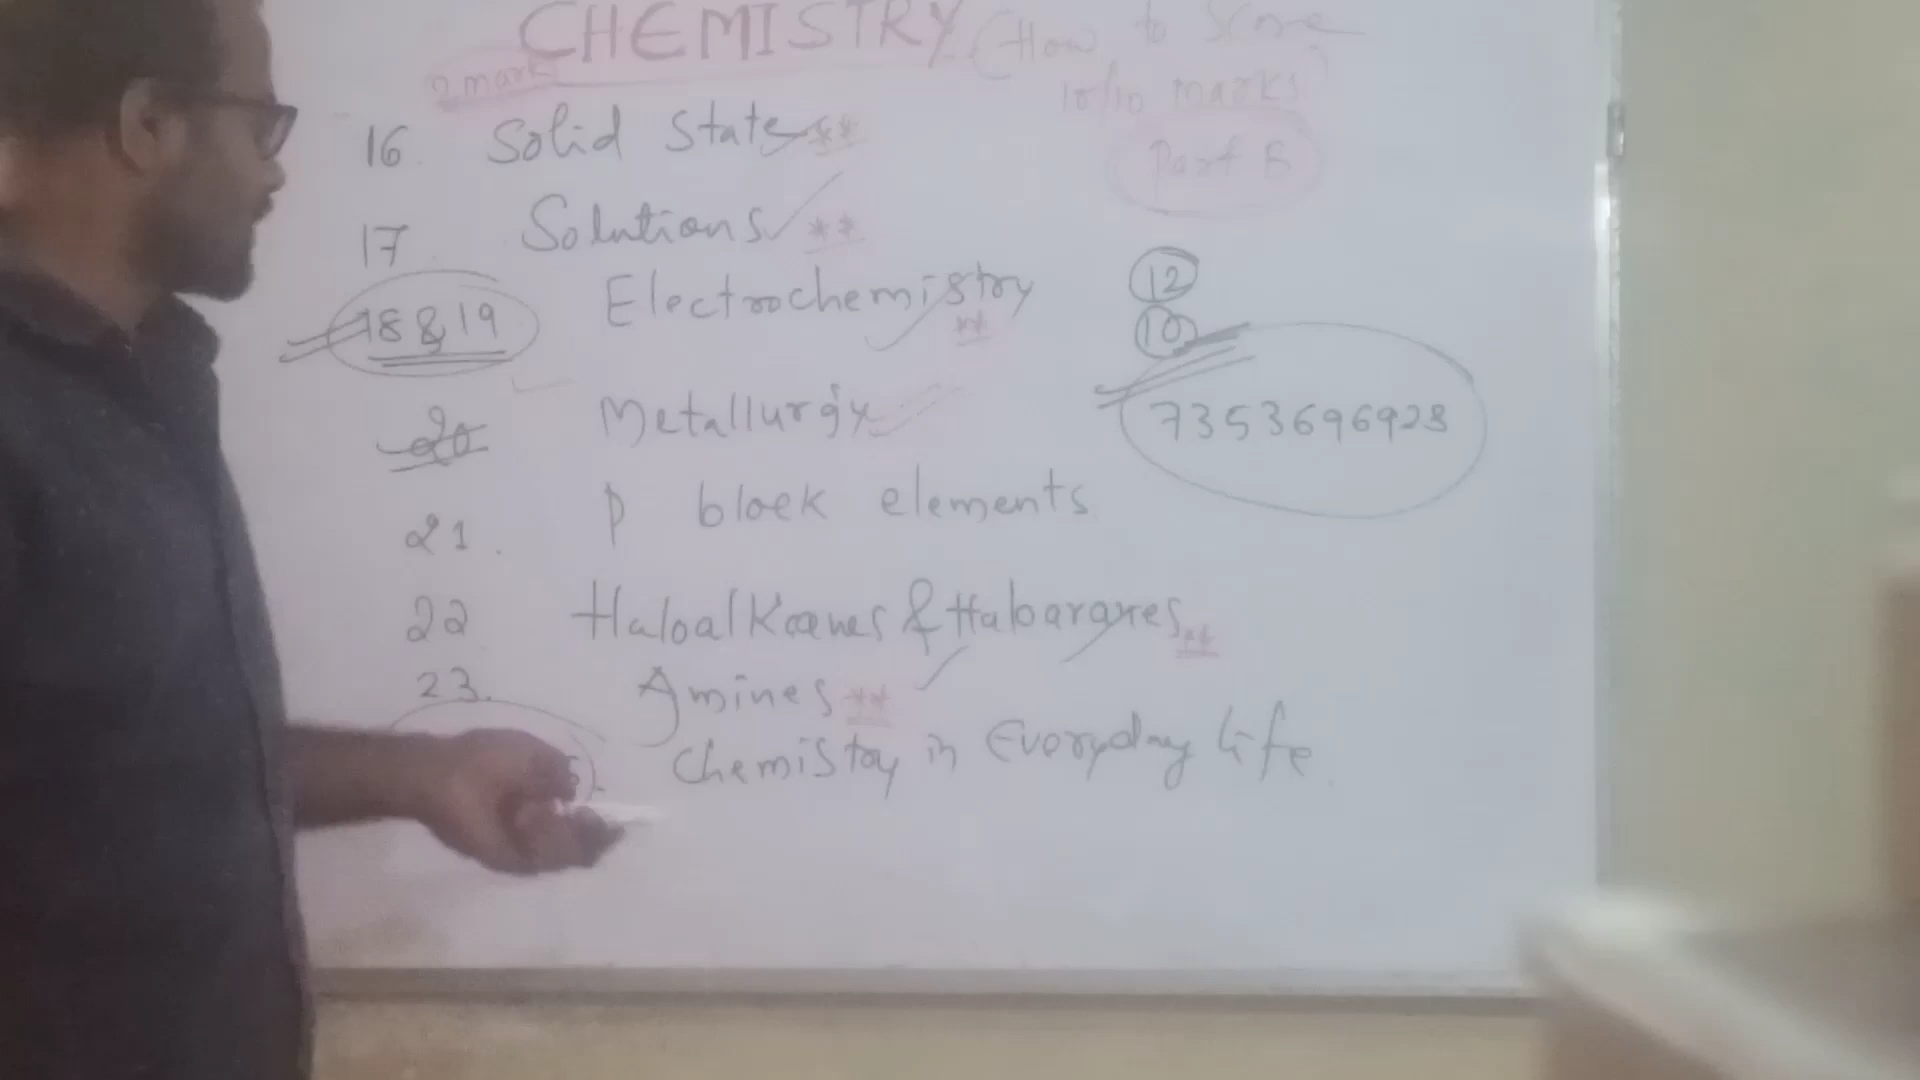 CHEMISTRY (How to Score
2 mark 10/10 marks)
Part B
16. Solid State **
17 Solutions **
18 & 19 Electrochemistry **
12
10
20 Metallurgy
7353696928
21. P block elements
22 Haloalkanes & Haloarenes **
23. Amines **
Chemistry in Everyday life.